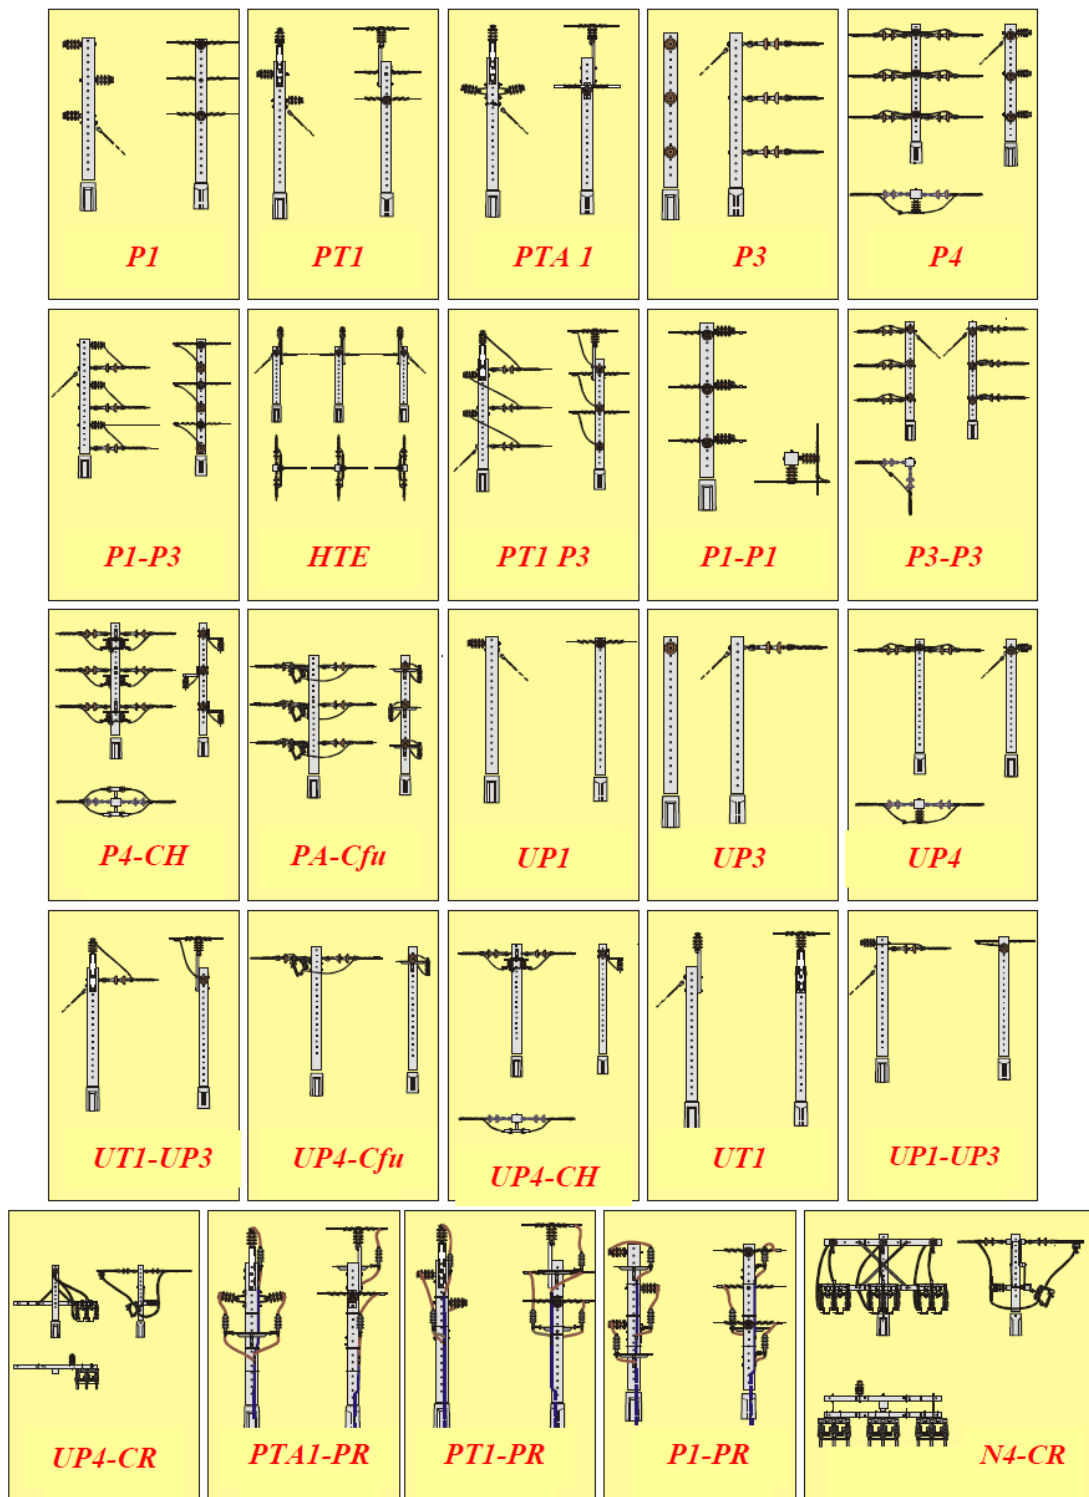 P1
PT1
PTA 1
P3
P4
P1-P3
HTE
PT1 P3
P1-P1
P3-P3
P4-CH
PA-Cfu
UP1
UP3
UP4
UT1-UP3
UP4-Cfu
UP4-CH
UT1
UP1-UP3
UP4-CR
PTA1-PR
PT1-PR
P1-PR
N4-CR